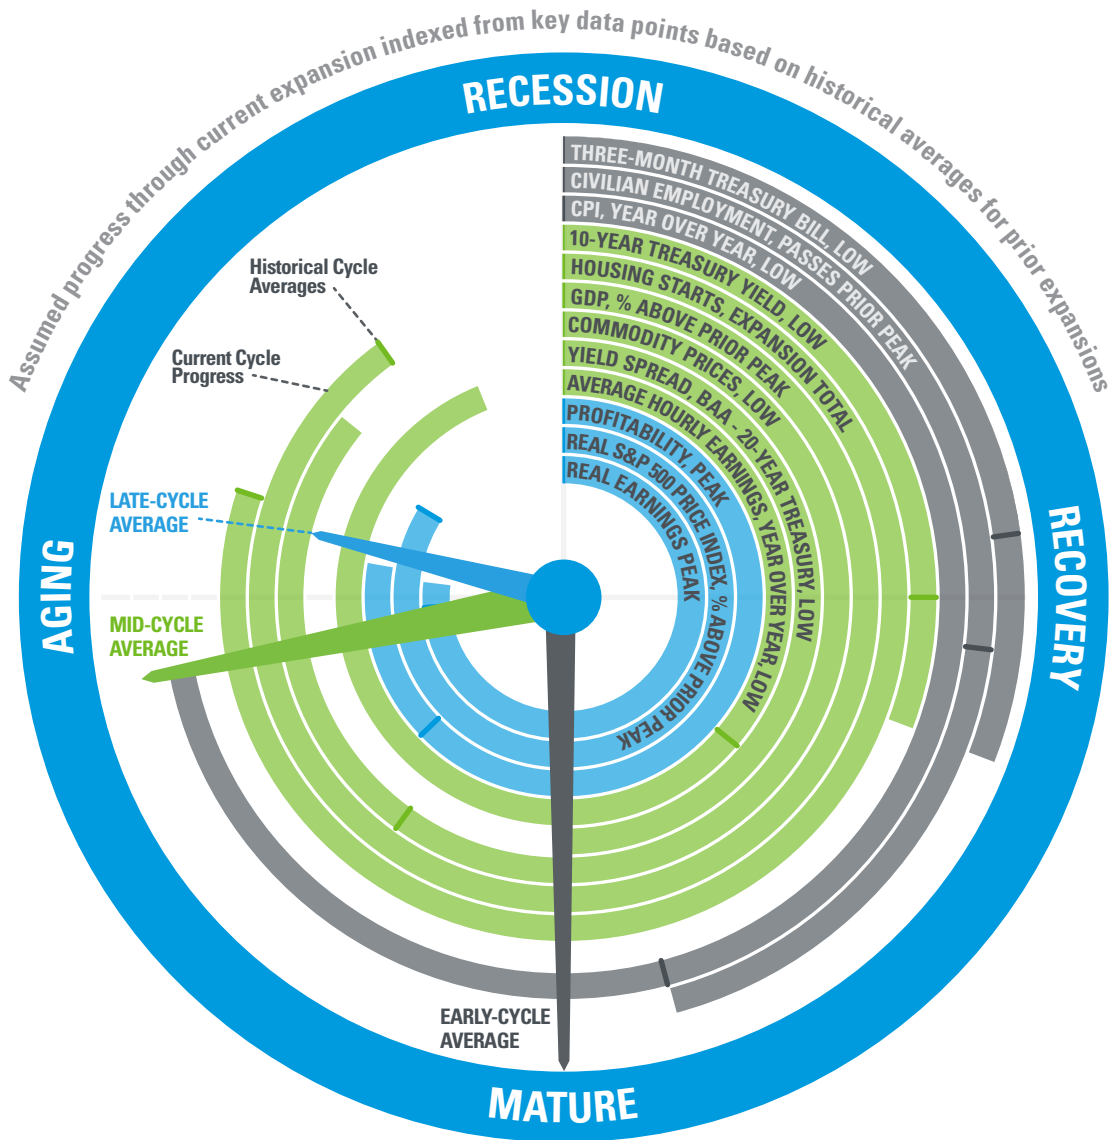 Assumed progress through current expansion indexed from key data points based on historical averages for prior expansions
RECESSION
THREE-MONTH TREASURY BILL, LOW
CIVILIAN EMPLOYMENT, PASSES PRIOR PEAK
CPI, YEAR OVER YEAR, LOW
10-YEAR TREASURY YIELD, LOW
HOUSING STARTS, EXPANSION TOTAL
GDP, % ABOVE PRIOR PEAK
COMMODITY PRICES, LOW
YIELD SPREAD, BAA - 20-YEAR TREASURY, LOW
AVERAGE HOURLY EARNINGS, YEAR OVER YEAR, LOW
PROFITABILITY, PEAK
REAL S&P 500 PRICE INDEX, % ABOVE PRIOR PEAK
REAL EARNINGS PEAK
Historical Cycle
Averages
Current Cycle
Progress
LATE-CYCLE
AVERAGE
MID-CYCLE
AVERAGE
AGING
RECOVERY
EARLY-CYCLE
AVERAGE
MATURE